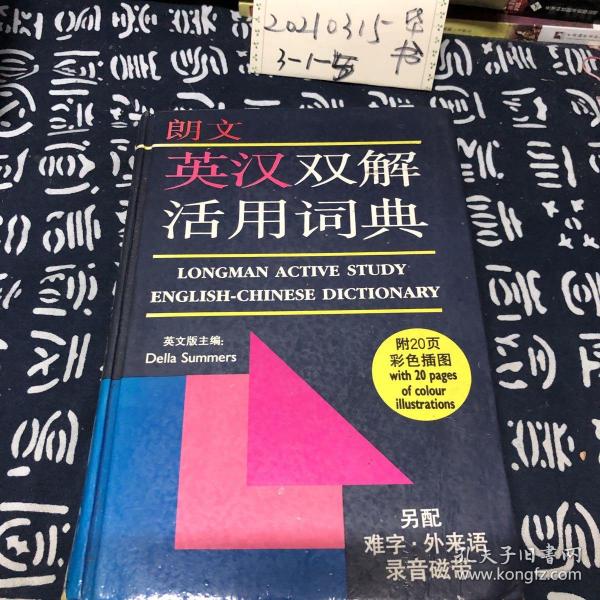 20210315 毕
3-1-5 书
朗文
英汉双解
活用词典
LONGMAN ACTIVE STUDY
ENGLISH-CHINESE DICTIONARY
英文版主编:
Della Summers
附20页
彩色插图
with 20 pages
of colour
illustrations
另配
难字·外来语
录音磁带
孔夫子旧书网
www.kongfz.com